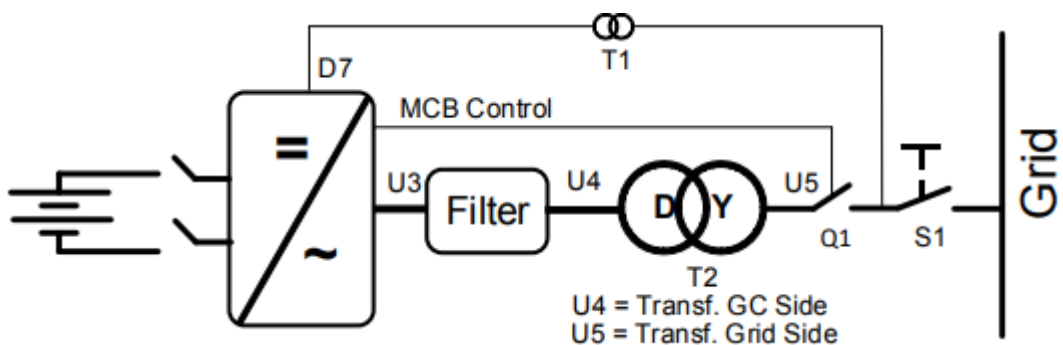 T1
D7
MCB Control
=
~
U3
Filter
U4
D Y
U5
Q1
S1
Grid
T2
U4 = Transf. GC Side
U5 = Transf. Grid Side